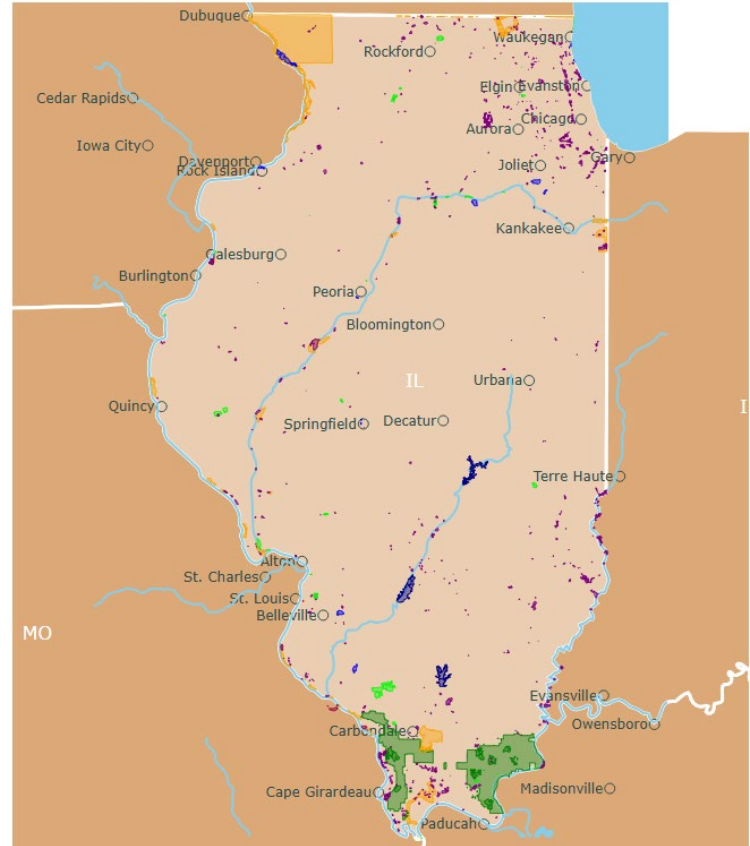 Dubuque
Waukegan
Rockford
Cedar Rapids
Elgin
Evanston
Aurora
Chicago
Iowa City
Davenport
Rock Island
Joliet
Gary
Kankakee
Galesburg
Burlington
Peoria
Bloomington
IL
Urbana
Quincy
I
Springfield
Decatur
Terre Haute
Alton
St. Charles
St. Louis
Belleville
MO
Evansville
Owensboro
Carbondale
Cape Girardeau
Madisonville
Paducah